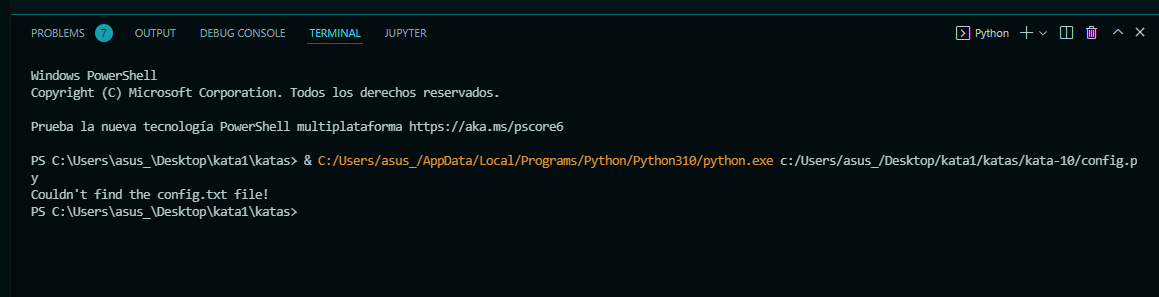 PROBLEMS 7 OUTPUT DEBUG CONSOLE TERMINAL JUPYTER Python
Windows PowerShell
Copyright (C) Microsoft Corporation. Todos los derechos reservados.
Prueba la nueva tecnología PowerShell multiplataforma https://aka.ms/pscore6
PS C:\Users\asus_\Desktop\kata1\katas> & C:/Users/asus_/AppData/Local/Programs/Python/Python310/python.exe c:/Users/asus_/Desktop/kata1/katas/kata-10/config.p
y
Couldn't find the config.txt file!
PS C:\Users\asus_\Desktop\kata1\katas>